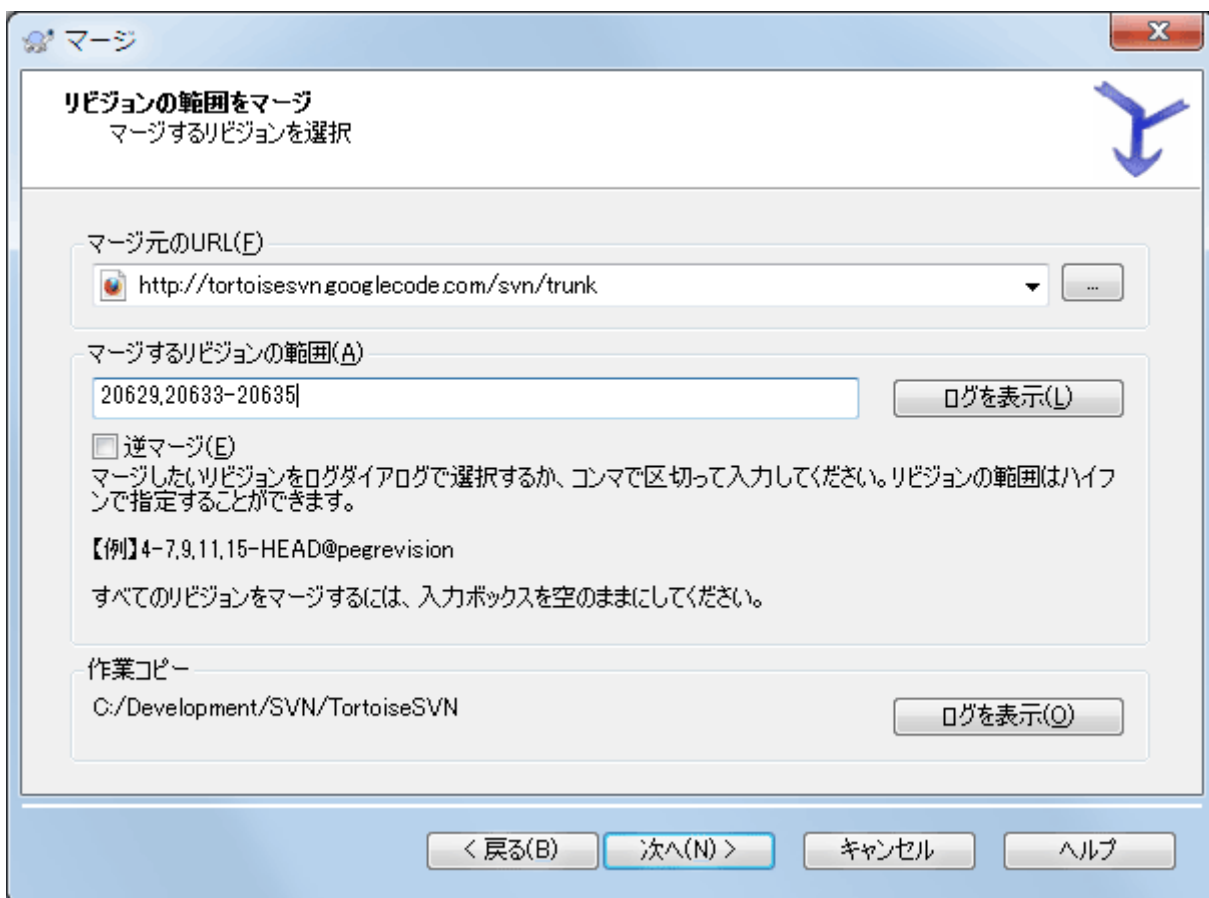 マージ
リビジョンの範囲をマージ
マージするリビジョンを選択
マージ元のURL(F)
http://tortoisesvn.googlecode.com/svn/trunk
...
マージするリビジョンの範囲(A)
20629,20633-20635
ログを表示(L)
逆マージ(E)
マージしたいリビジョンをログダイアログで選択するか、コンマで区切って入力してください。リビジョンの範囲はハイフ
ンで指定することができます。
【例】4-7,9,11,15-HEAD@pegrevision
すべてのリビジョンをマージするには、入力ボックスを空のままにしてください。
作業コピー
C:/Development/SVN/TortoiseSVN
ログを表示(O)
< 戻る(B)
次へ(N) >
キャンセル
ヘルプ